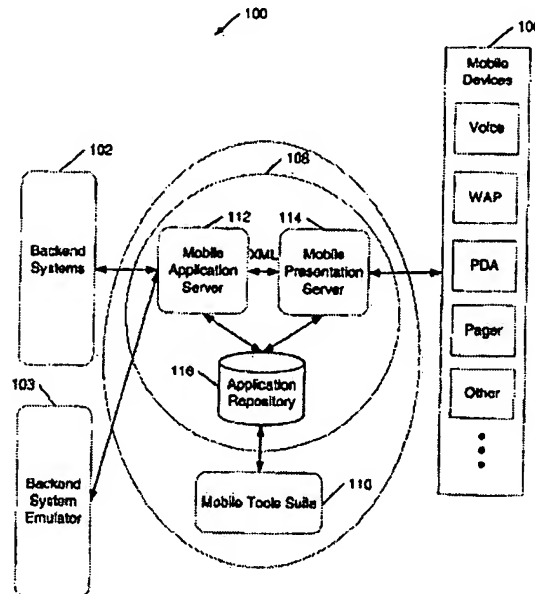 100
Mobile
Devices
102
108
Voice
112
114
WAP
Backend
Systems
Mobile
Application
Server
XML
Mobile
Presentation
Server
PDA
103
116
Application
Repository
Pager
Other
Backend
System
Emulator
Mobile Tools Suite
110